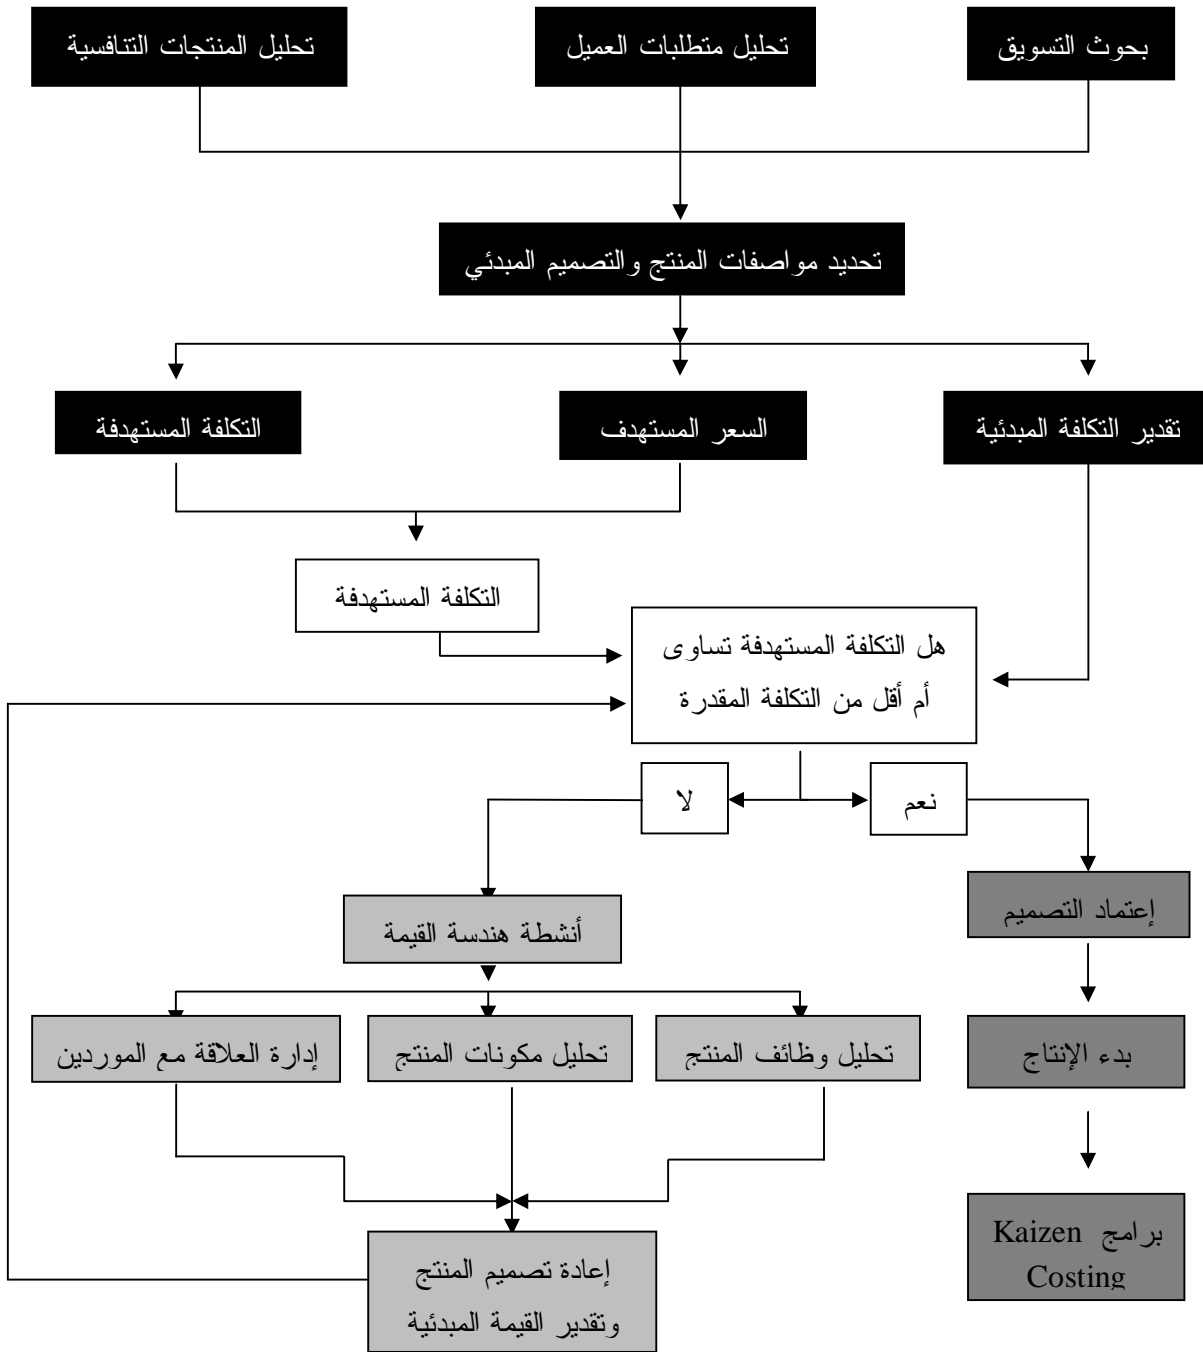 بحوث التسويق
تحليل متطلبات العميل
تحليل المنتجات التنافسية
تحديد مواصفات المنتج والتصميم المبدئي
تقدير التكلفة المبدئية
السعر المستهدف
التكلفة المستهدفة
التكلفة المستهدفة
هل التكلفة المستهدفة تساوى
أم أقل من التكلفة المقدرة
نعم
لا
إعتماد التصميم
أنشطة هندسة القيمة
بدء الإنتاج
تحليل وظائف المنتج
تحليل مكونات المنتج
إدارة العلاقة مع الموردين
برامج Kaizen
Costing
إعادة تصميم المنتج
وتقدير القيمة المبدئية